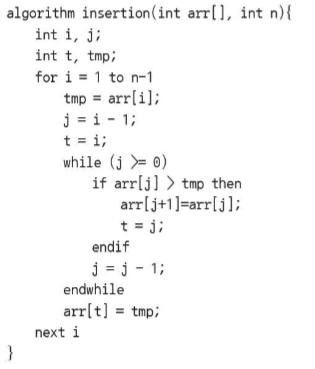 algorithm insertion(int arr[], int n){
    int i, j;
    int t, tmp;
    for i = 1 to n-1
        tmp = arr[i];
        j = i - 1;
        t = i;
        while (j >= 0)
            if arr[j] > tmp then
                arr[j+1]=arr[j];
                t = j;
            endif
            j = j - 1;
        endwhile
        arr[t] = tmp;
    next i
}